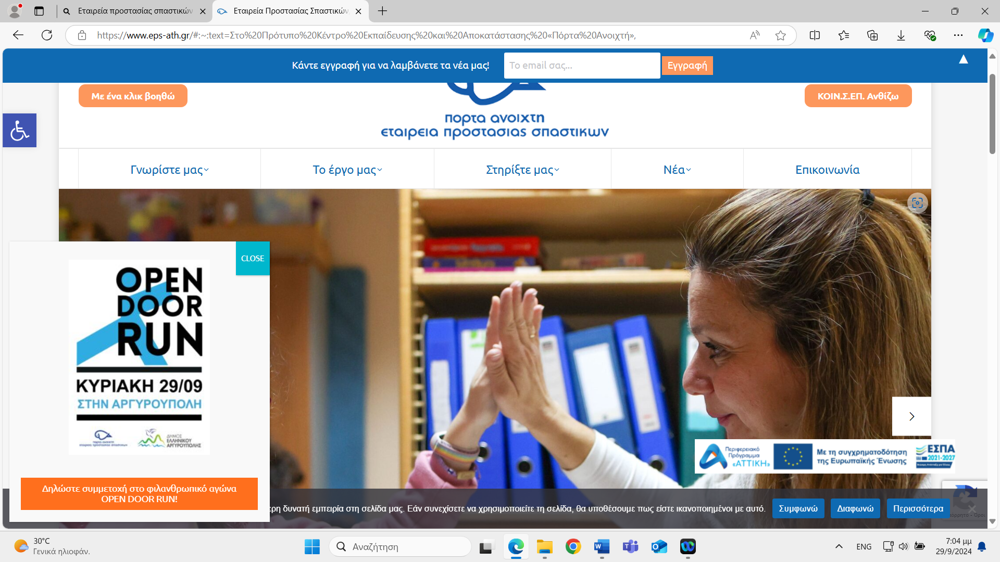 Εταιρεία προστασίας σπαστικών
Εταιρεία Προστασίας Σπαστικών,
https://www.eps-ath.gr/#:~:text=Στο%20Πρότυπο%20Κέντρο%20Εκπαίδευσης%20και%20Αποκατάστασης%20«Πόρτα%20Ανοιχτή»,
Κάντε εγγραφή για να λαμβάνετε τα νέα μας!
Το email σας...
Εγγραφή
Με ένα κλικ βοηθώ
ΚΟΙΝ.Σ.ΕΠ. Ανθίζω
πορτα ανοιχτη
εταιρεια προστασιας σπαστικων
Γνωρίστε μας
Το έργο μας
Στηρίξτε μας
Νέα
Επικοινωνία
CLOSE
OPEN
DOOR
RUN
ΚΥΡΙΑΚΗ 29/09
ΣΤΗΝ ΑΡΓΥΡΟΥΠΟΛΗ
πορτα ανοιχτη
εταιρεια προστασιας σπαστικων
ΔΗΜΟΣ
ΕΛΛΗΝΙΚΟΥ
ΑΡΓΥΡΟΥΠΟΛΗΣ
Δηλώστε συμμετοχή στο φιλανθρωπικό αγώνα
OPEN DOOR RUN!
Περιφερειακό
Πρόγραμμα
«ΑΤΤΙΚΗ»
Με τη συγχρηματοδότηση
της Ευρωπαϊκής Ένωσης
ΕΣΠΑ
2021-2027
δυνατή εμπειρία στη σελίδα μας. Εάν συνεχίσετε να χρησιμοποιείτε τη σελίδα, θα υποθέσουμε πως είστε ικανοποιημένοι με αυτό.
Συμφωνώ
Διαφωνώ
Περισσότερα
30°C
Γενικά ηλιοφάν.
Αναζήτηση
ENG
7:04 μμ
29/9/2024